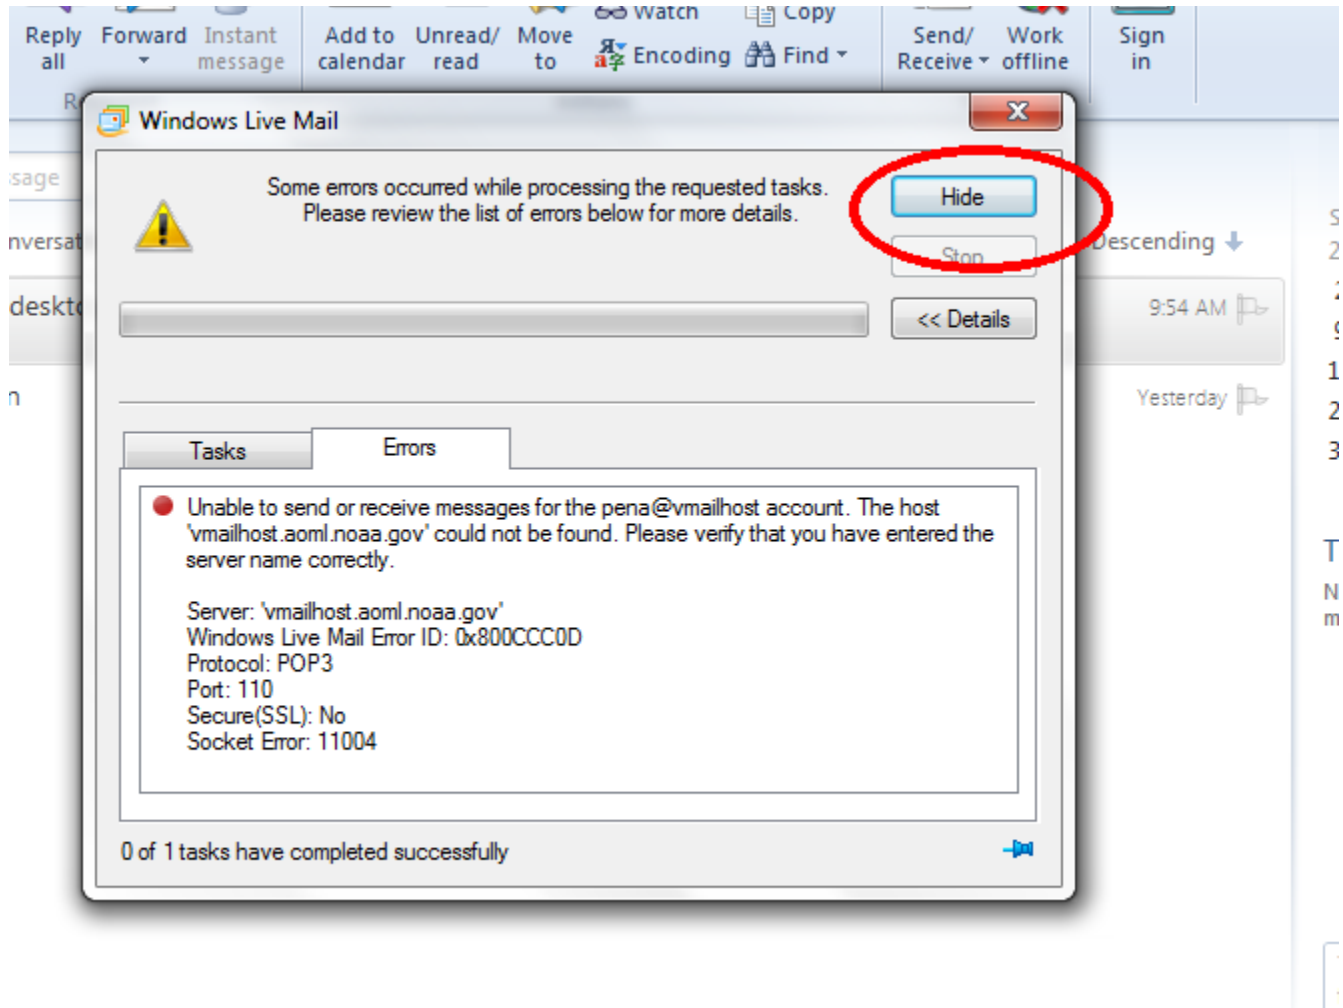 Watch
Copy
Reply all
Forward
Instant message
Add to calendar
Unread/ read
Move to
Encoding
Find
Send/ Receive
Work offline
Sign in
Windows Live Mail
Some errors occurred while processing the requested tasks.
Please review the list of errors below for more details.
Hide
Stop
<< Details
ssage
nversat
Descending
deskto
9:54 AM
n
Yesterday
Tasks
Errors
Unable to send or receive messages for the pena@vmailhost account. The host
'vmailhost.aoml.noaa.gov' could not be found. Please verify that you have entered the
server name correctly.
Server: 'vmailhost.aoml.noaa.gov'
Windows Live Mail Error ID: 0x800CCC0D
Protocol: POP3
Port: 110
Secure(SSL): No
Socket Error: 11004
0 of 1 tasks have completed successfully